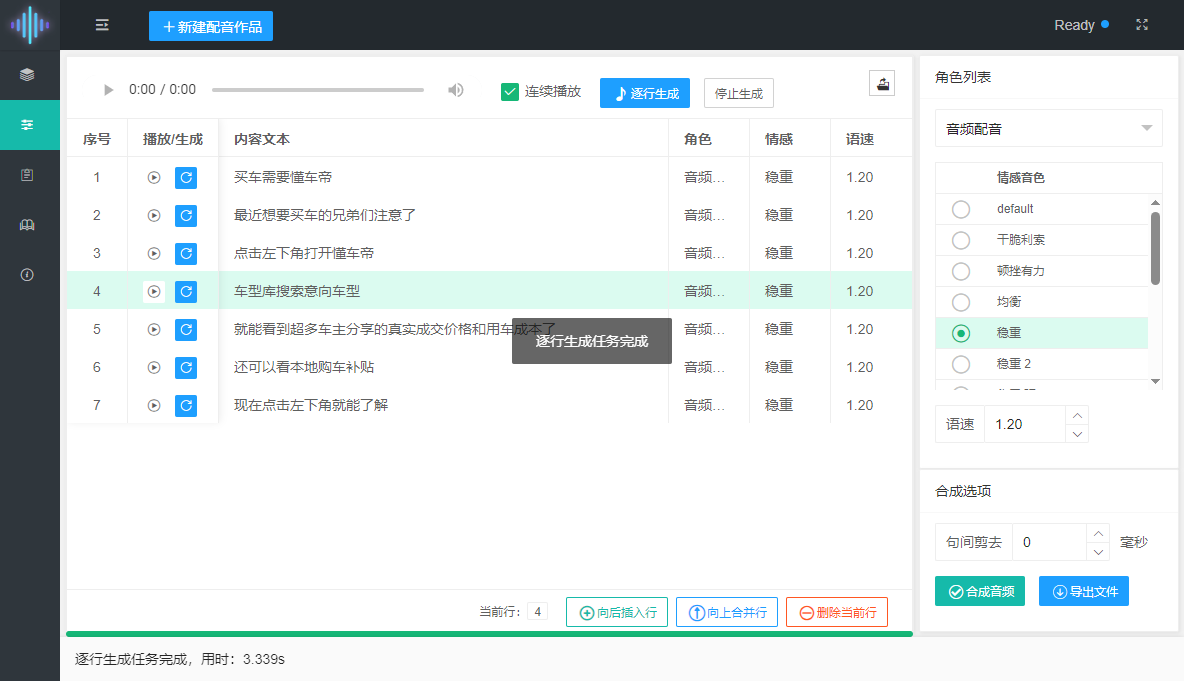 新建配音作品
Ready
0:00 / 0:00
连续播放
逐行生成
停止生成
序号 播放/生成 内容文本 角色 情感 语速
1 买车需要懂车帝 音频... 稳重 1.20
2 最近想要买车的兄弟们注意了 音频... 稳重 1.20
3 点击左下角打开懂车帝 音频... 稳重 1.20
4 车型库搜索意向车型 音频... 稳重 1.20
5 就能看到超多车主分享的真实成交价格和用车成本了 音频... 稳重 1.20
6 还可以看本地购车补贴 音频... 稳重 1.20
7 现在点击左下角就能了解 音频... 稳重 1.20
逐行生成任务完成
当前行: 4
向后插入行
向上合并行
删除当前行
逐行生成任务完成，用时：3.339s
角色列表
音频配音
情感音色
default
干脆利索
顿挫有力
均衡
稳重
稳重 2
语速 1.20
合成选项
句间剪去 0 毫秒
合成音频
导出文件